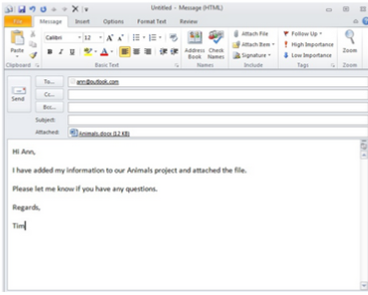 Untitled - Message (HTML)
File Message Insert Options Format Text Review
Calibri 12 A A
Paste
B I U A
Address Book
Check Names
Attach File
Attach Item
Signature
Follow Up
High Importance
Low Importance
Zoom
Clipboard Basic Text Names Include Tags Zoom
Send
To... ann@outlook.com
Cc...
Bcc...
Subject:
Attached: Animals.docx (12 KB)
Hi Ann,
I have added my information to our Animals project and attached the file.
Please let me know if you have any questions.
Regards,
Tim